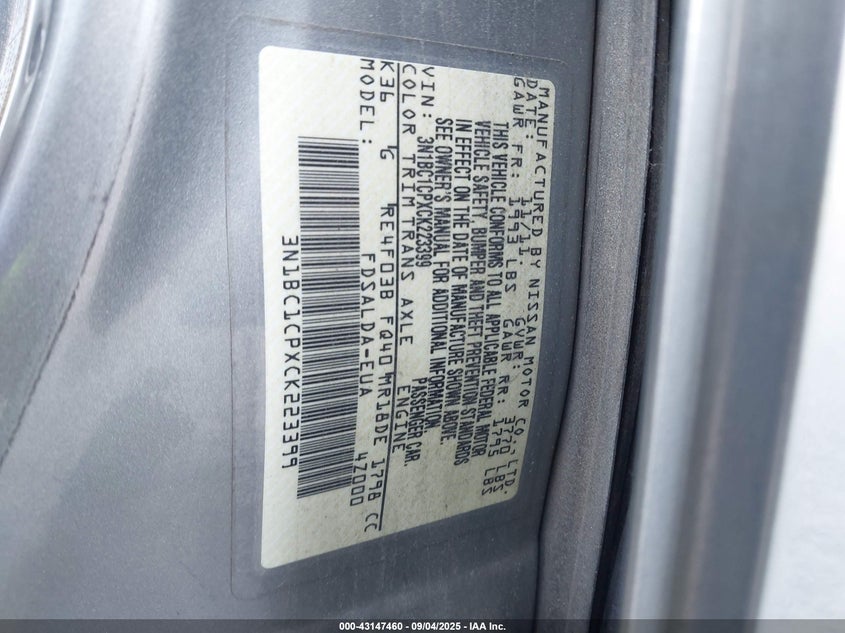 MANUFACTURED BY NISSAN MOTOR CO., LTD.
DATE: 11/11. GVWR: 3770 LBS
GAWR FR: 1993 LBS GAWR RR: 1795 LBS
THIS VEHICLE CONFORMS TO ALL APPLICABLE FEDERAL MOTOR
VEHICLE SAFETY, BUMPER AND THEFT PREVENTION STANDARDS
IN EFFECT ON THE DATE OF MANUFACTURE SHOWN ABOVE.
SEE OWNER'S MANUAL FOR ADDITIONAL INFORMATION.
VIN: 3N1BC1CPXCK223399 PASSENGER CAR.
COLOR TRIM TRANS AXLE ENGINE
K36 G RE4F03B FQ40 MR18DE 1798 CC
MODEL: FDSALDA-EUA 4Z000
3N1BC1CPXCK223399
000-43147460 - 09/04/2025 - IAA Inc.